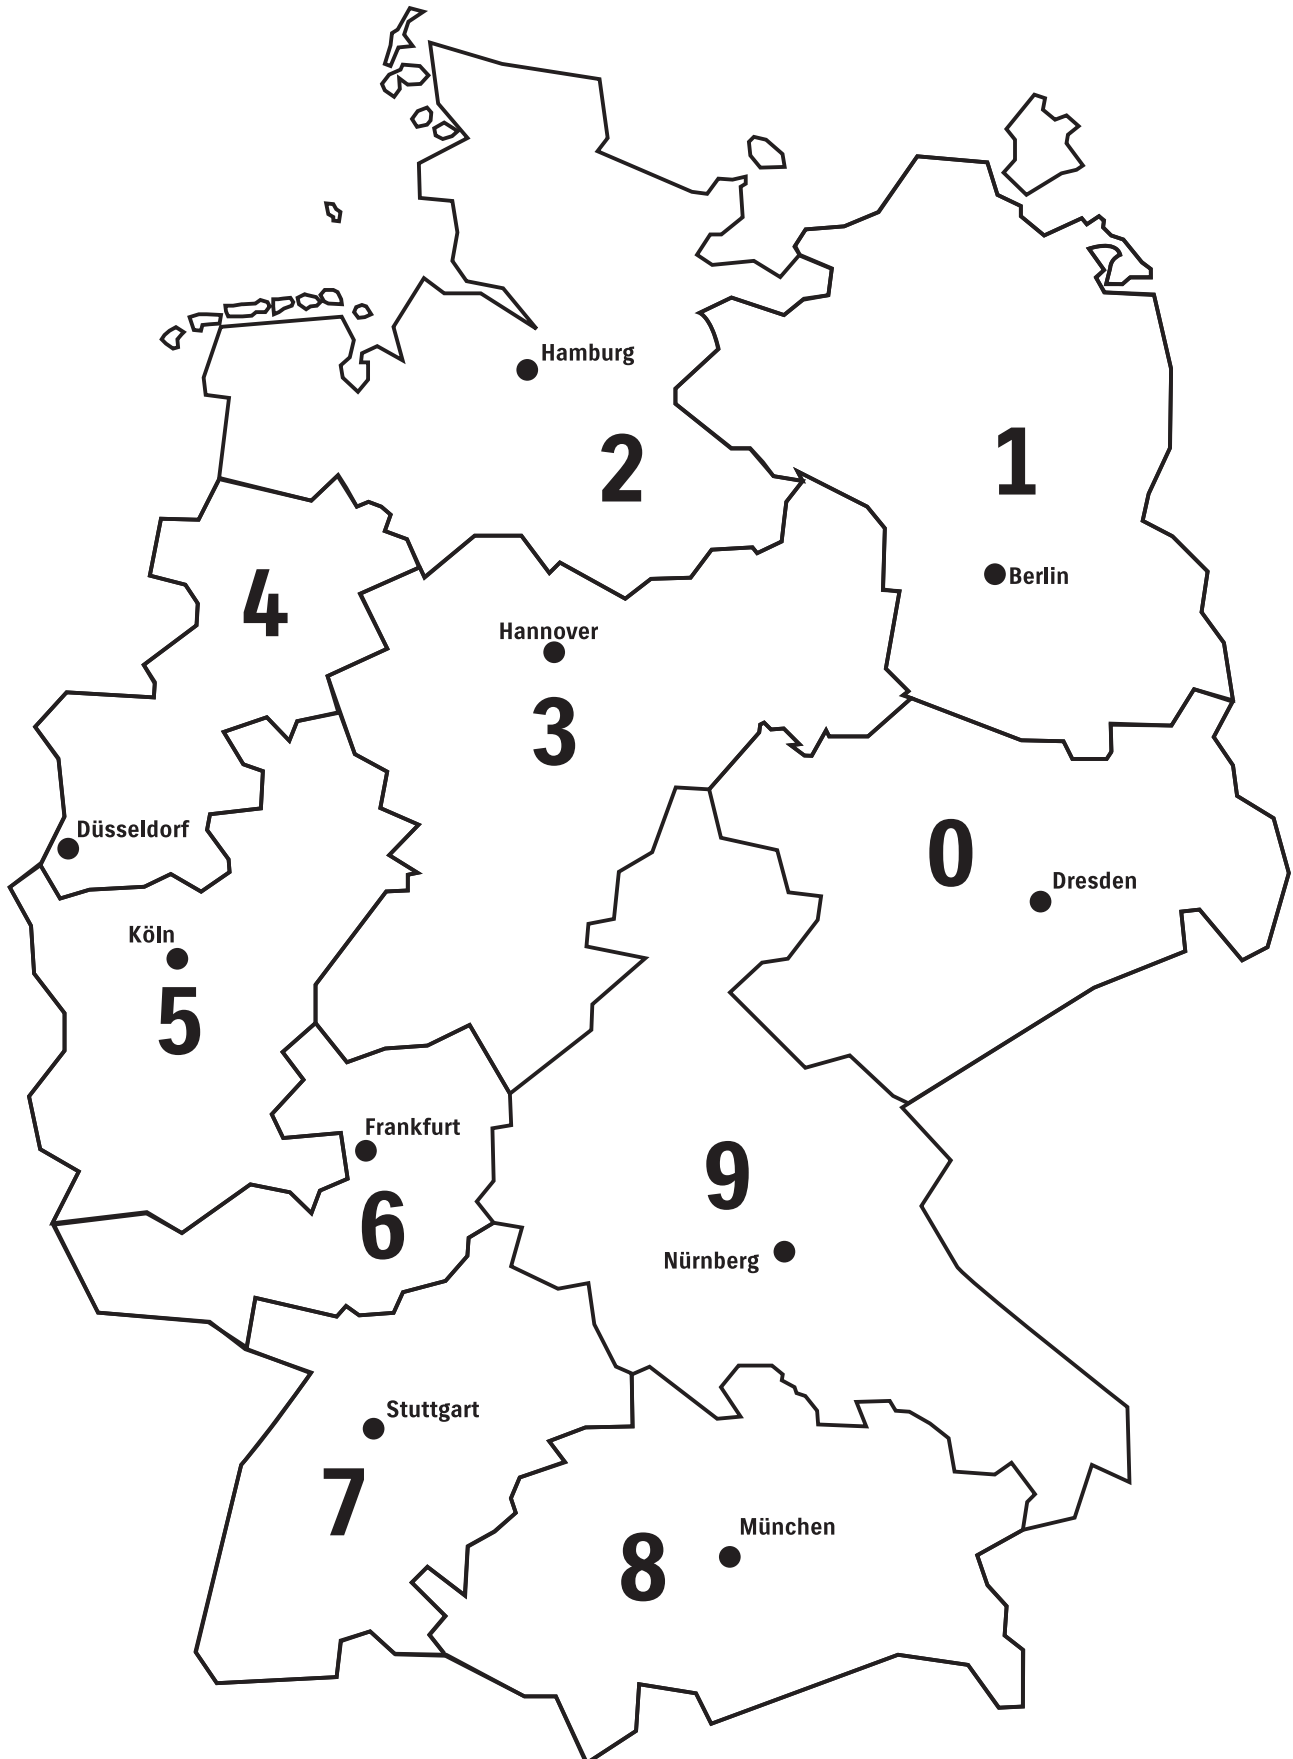 Hamburg
2
1
Berlin
4
Hannover
3
Düsseldorf
0
Dresden
Köln
5
Frankfurt
9
6
Nürnberg
Stuttgart
7
München
8